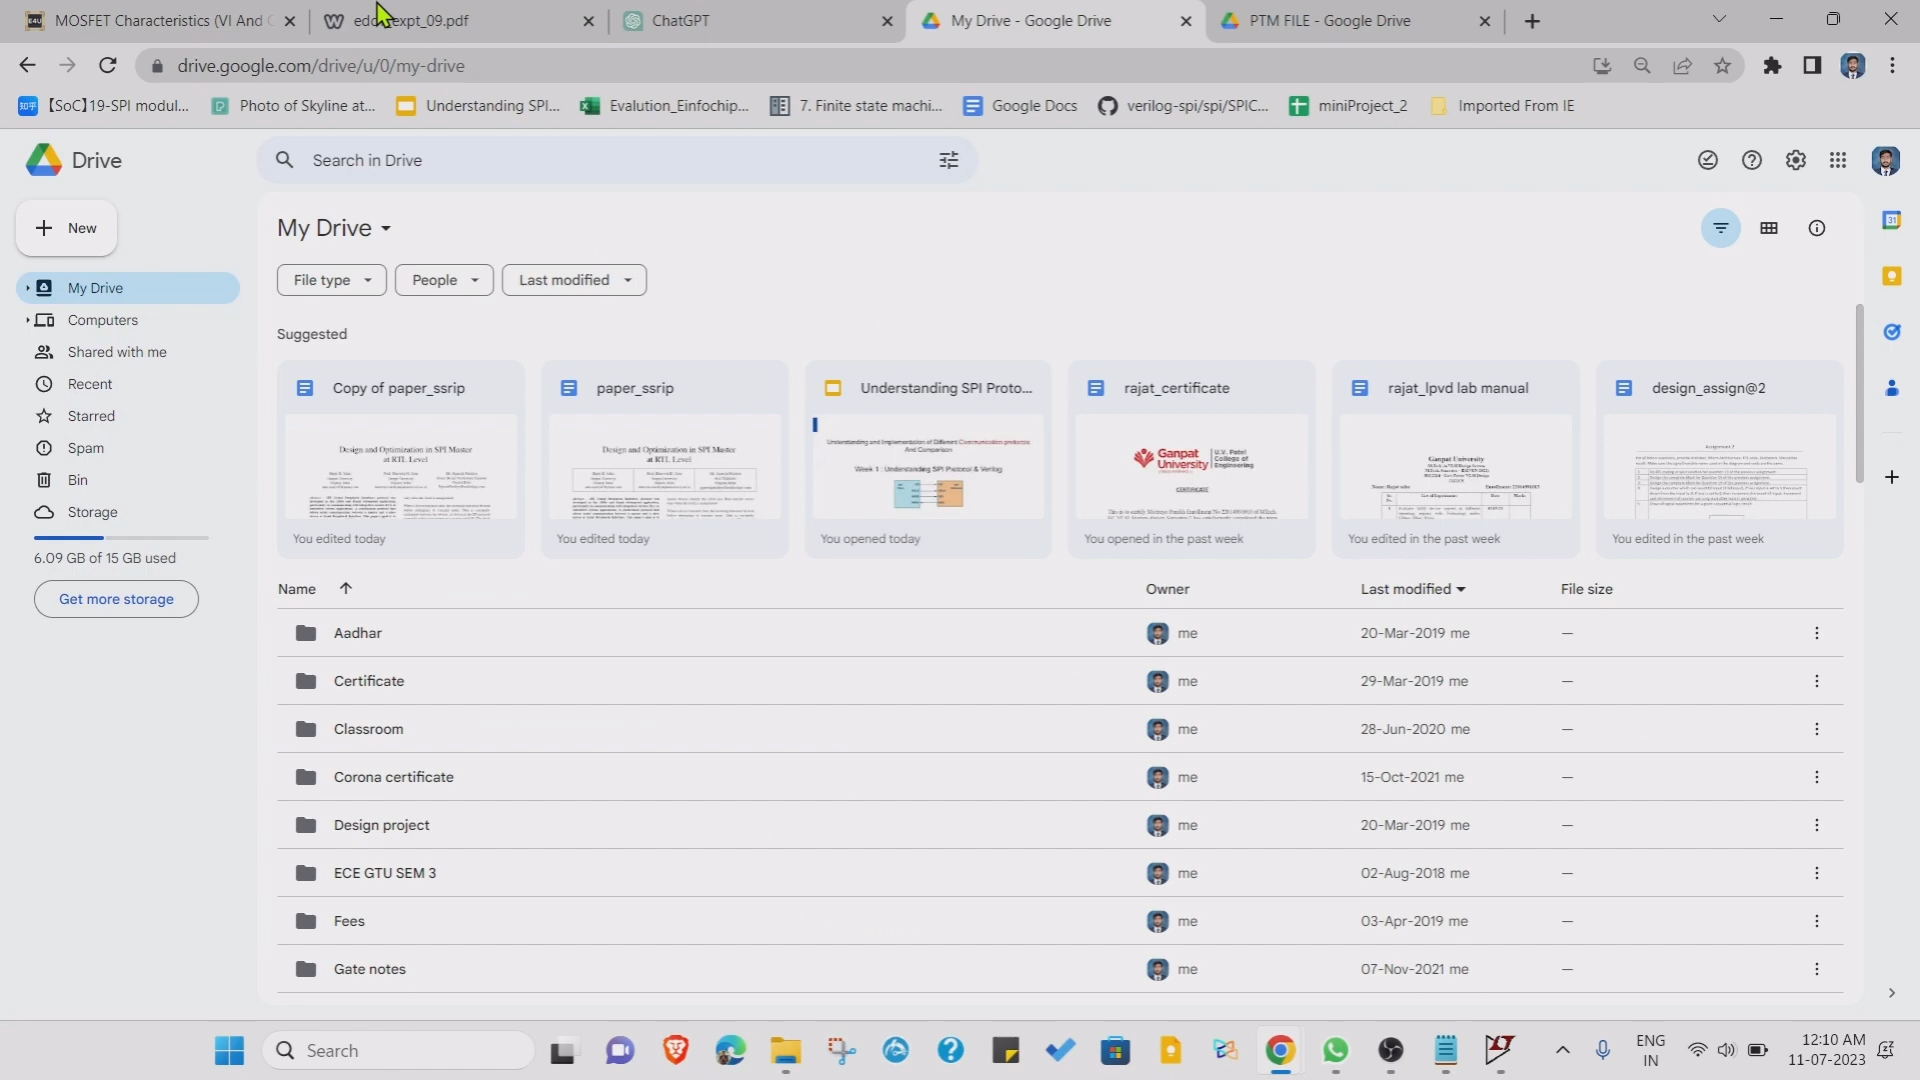 MOSFET Characteristics (VI And C
expt_09.pdf
ChatGPT
My Drive - Google Drive
PTM FILE - Google Drive
drive.google.com/drive/u/0/my-drive
【SoC】19-SPI modul...
Photo of Skyline at...
Understanding SPI...
Evalution_Einfochip...
7. Finite state machi...
Google Docs
verilog-spi/spi/SPIC...
miniProject_2
Imported From IE
Drive
Search in Drive
New
My Drive
Computers
Shared with me
Recent
Starred
Spam
Bin
Storage
6.09 GB of 15 GB used
Get more storage
My Drive
File type
People
Last modified
Suggested
Copy of paper_ssrip
Design and Optimization in SPI Master
at RTL Level
You edited today
paper_ssrip
Design and Optimization in SPI Master
at RTL Level
You edited today
Understanding SPI Proto...
Understanding and Implementation of Different Communication protocols
And Comparison
Week 1 : Understanding SPI Protocol & Verilog
You opened today
rajat_certificate
Ganpat University
U.V. Patel College of Engineering
CERTIFICATE
You opened in the past week
rajat_lpvd lab manual
Ganpat University
You edited in the past week
design_assign@2
You edited in the past week
Name
Owner
Last modified
File size
Aadhar me 20-Mar-2019 me —
Certificate me 29-Mar-2019 me —
Classroom me 28-Jun-2020 me —
Corona certificate me 15-Oct-2021 me —
Design project me 20-Mar-2019 me —
ECE GTU SEM 3 me 02-Aug-2018 me —
Fees me 03-Apr-2019 me —
Gate notes me 07-Nov-2021 me —
31
Search
ENG
IN
12:10 AM
11-07-2023